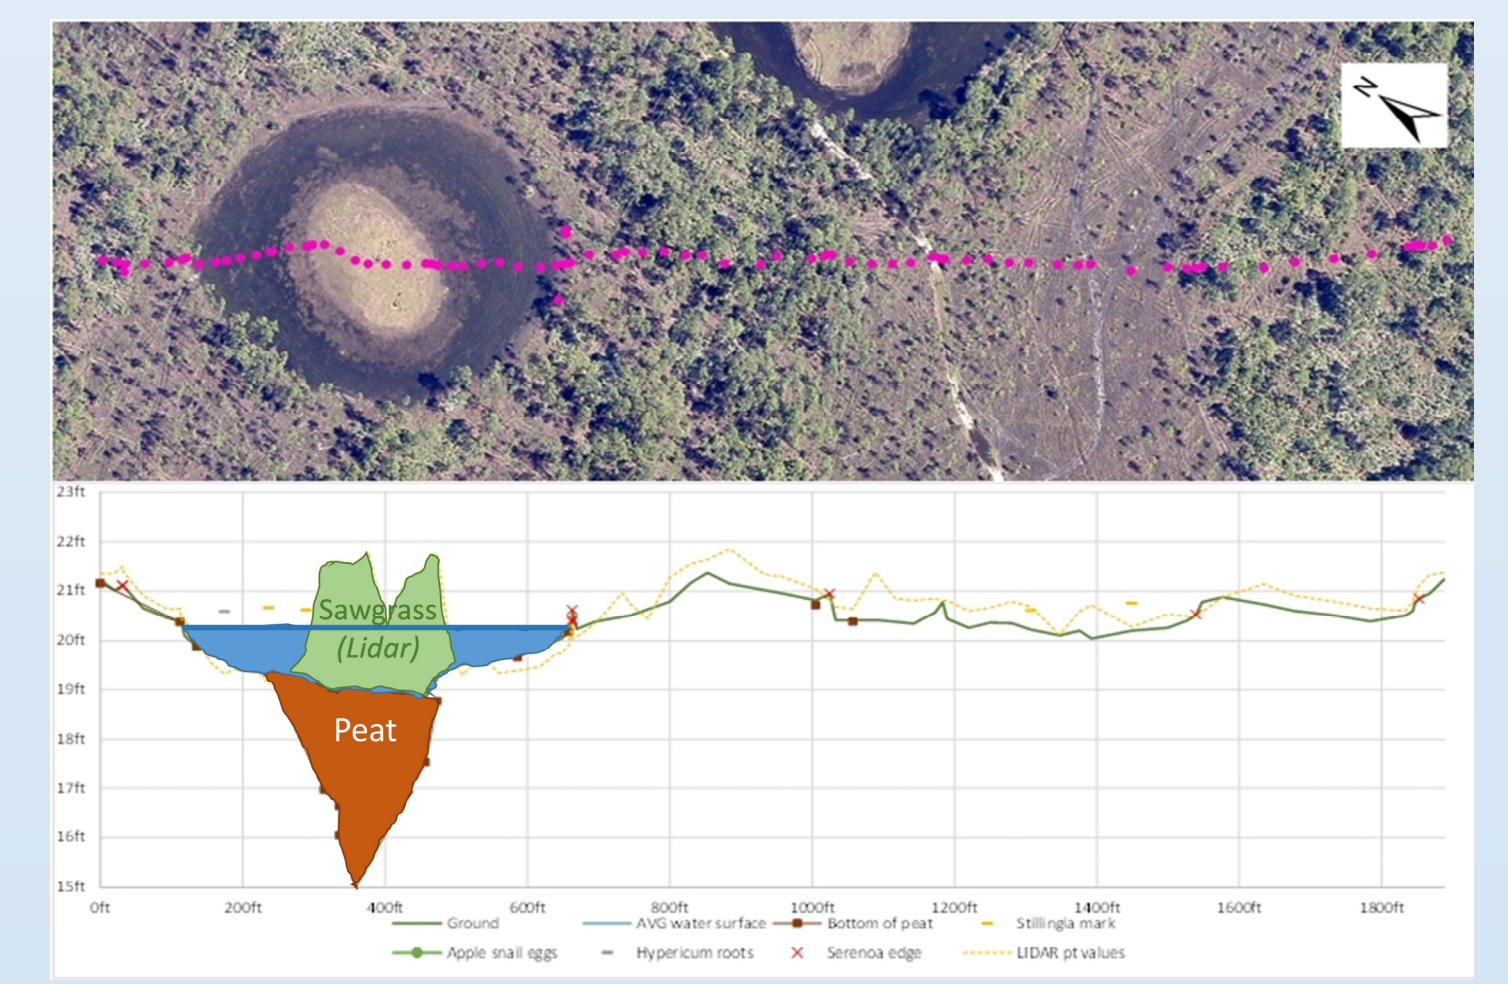 N
23ft
22ft
21ft
20ft
19ft
18ft
17ft
16ft
15ft
Sawgrass
(Lidar)
Peat
0ft 200ft 400ft 600ft 800ft 1000ft 1200ft 1400ft 1600ft 1800ft
Ground AVG water surface Bottom of peat Stillingia mark
Apple snail eggs Hypericum roots Serenoa edge LIDAR pt values